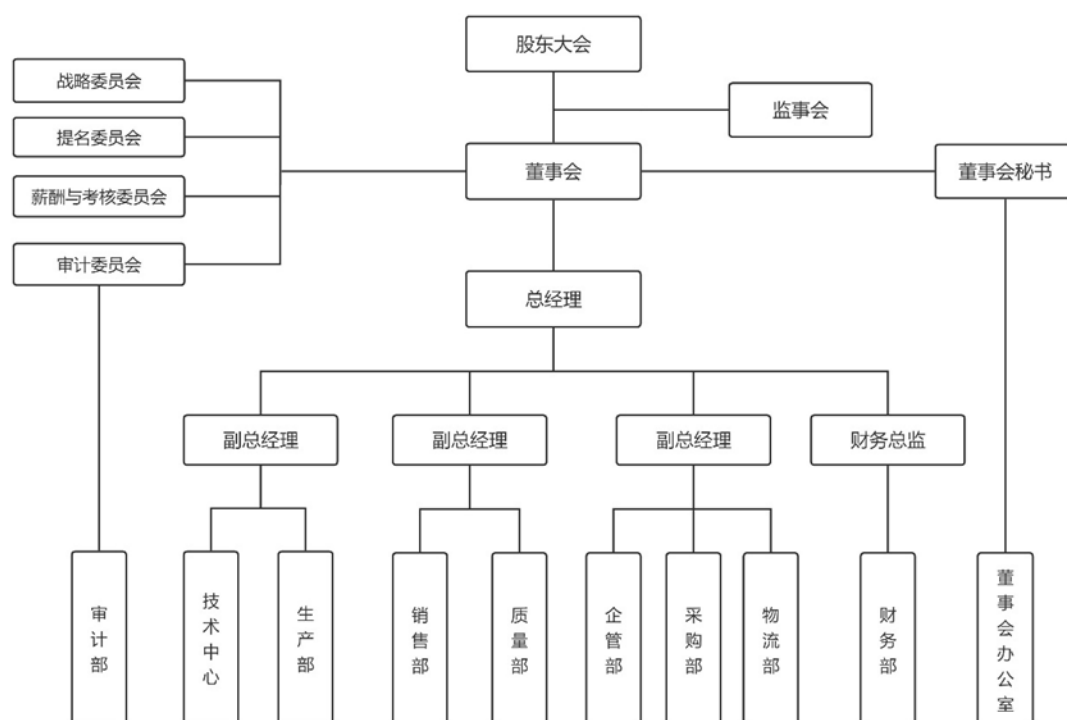 股东大会
战略委员会
监事会
提名委员会
董事会
董事会秘书
薪酬与考核委员会
审计委员会
总经理
副总经理
副总经理
副总经理
财务总监
审计部
技术中心
生产部
销售部
质量部
企管部
采购部
物流部
财务部
董事会办公室